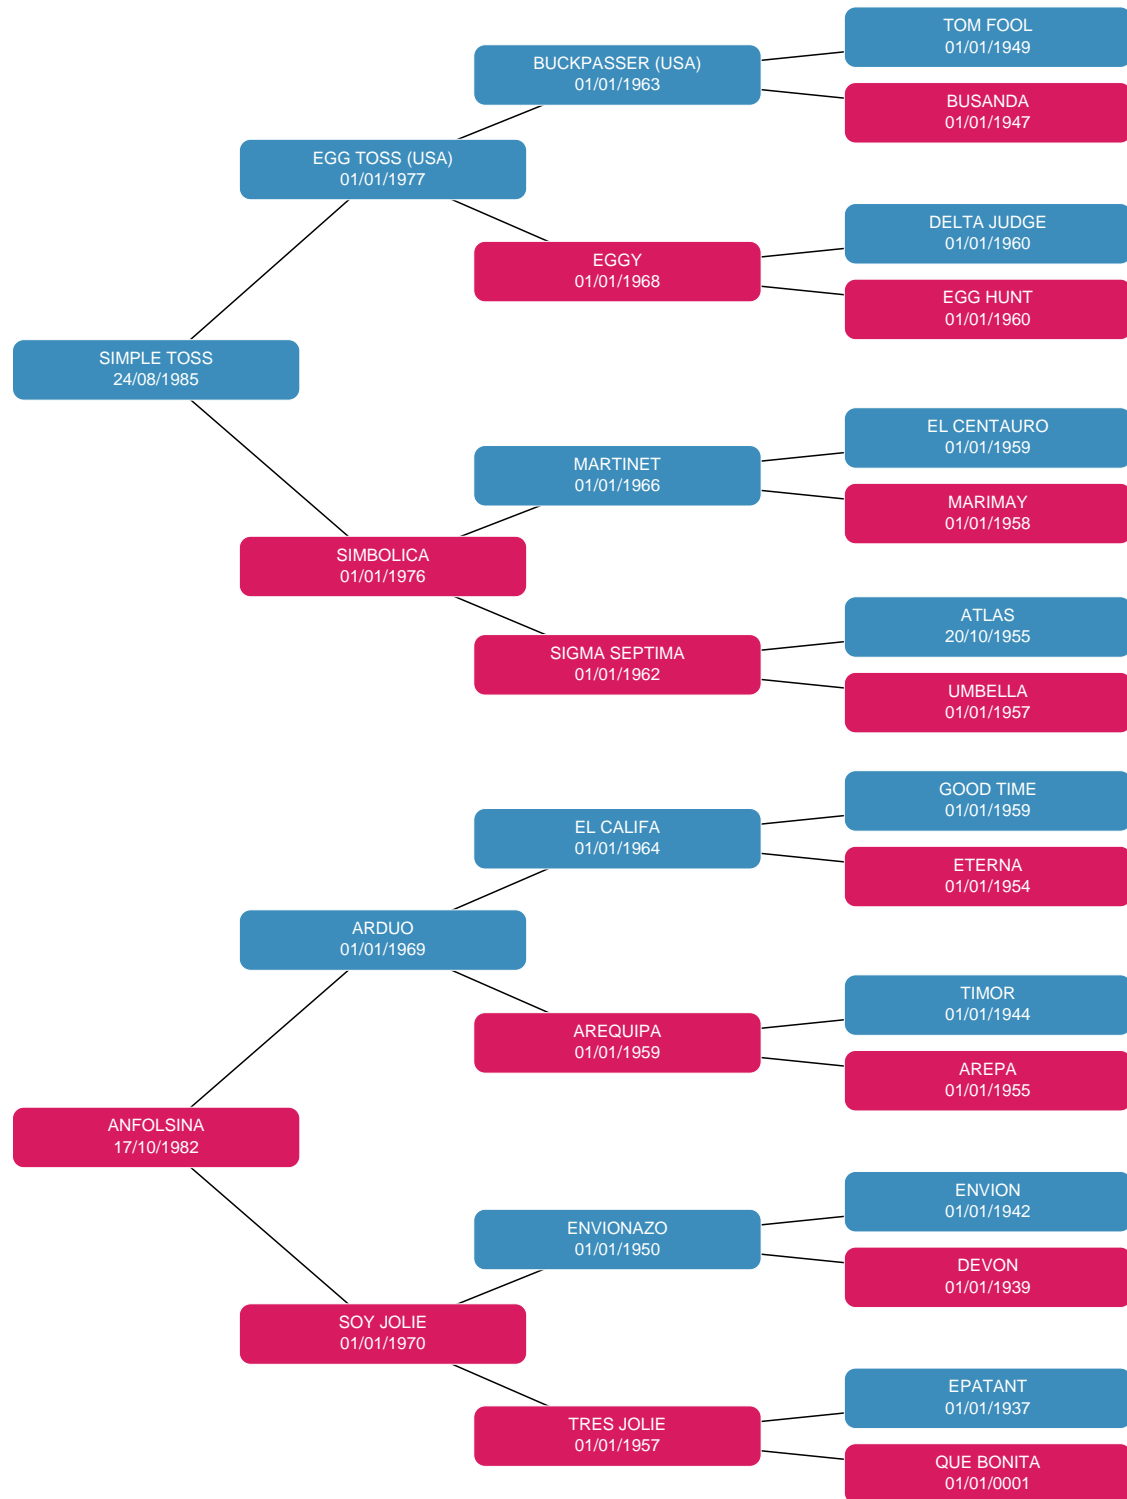 TOM FOOL
01/01/1949
BUCKPASSER (USA)
01/01/1963
BUSANDA
01/01/1947
EGG TOSS (USA)
01/01/1977
DELTA JUDGE
01/01/1960
EGGY
01/01/1968
EGG HUNT
01/01/1960
SIMPLE TOSS
24/08/1985
EL CENTAURO
01/01/1959
MARTINET
01/01/1966
MARIMAY
01/01/1958
SIMBOLICA
01/01/1976
ATLAS
20/10/1955
SIGMA SEPTIMA
01/01/1962
UMBELLA
01/01/1957
GOOD TIME
01/01/1959
EL CALIFA
01/01/1964
ETERNA
01/01/1954
ARDUO
01/01/1969
TIMOR
01/01/1944
AREQUIPA
01/01/1959
AREPA
01/01/1955
ANFOLSINA
17/10/1982
ENVION
01/01/1942
ENVIONAZO
01/01/1950
DEVON
01/01/1939
SOY JOLIE
01/01/1970
EPATANT
01/01/1937
TRES JOLIE
01/01/1957
QUE BONITA
01/01/0001